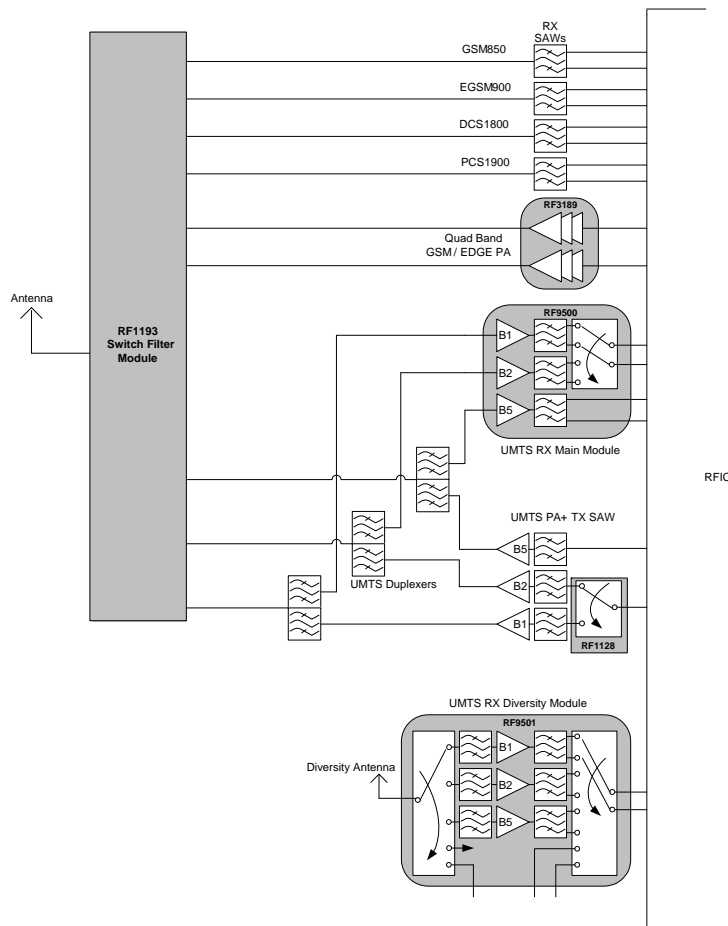 RX
SAWs
GSM850
EGSM900
DCS1800
PCS1900
RF3189
Quad Band
GSM / EDGE PA
Antenna
RF1193
Switch Filter
Module
RF9500
B1
B2
B5
UMTS RX Main Module
RFIC
UMTS PA+ TX SAW
B5
B2
B1
UMTS Duplexers
RF1128
UMTS RX Diversity Module
RF9501
Diversity Antenna
B1
B2
B5